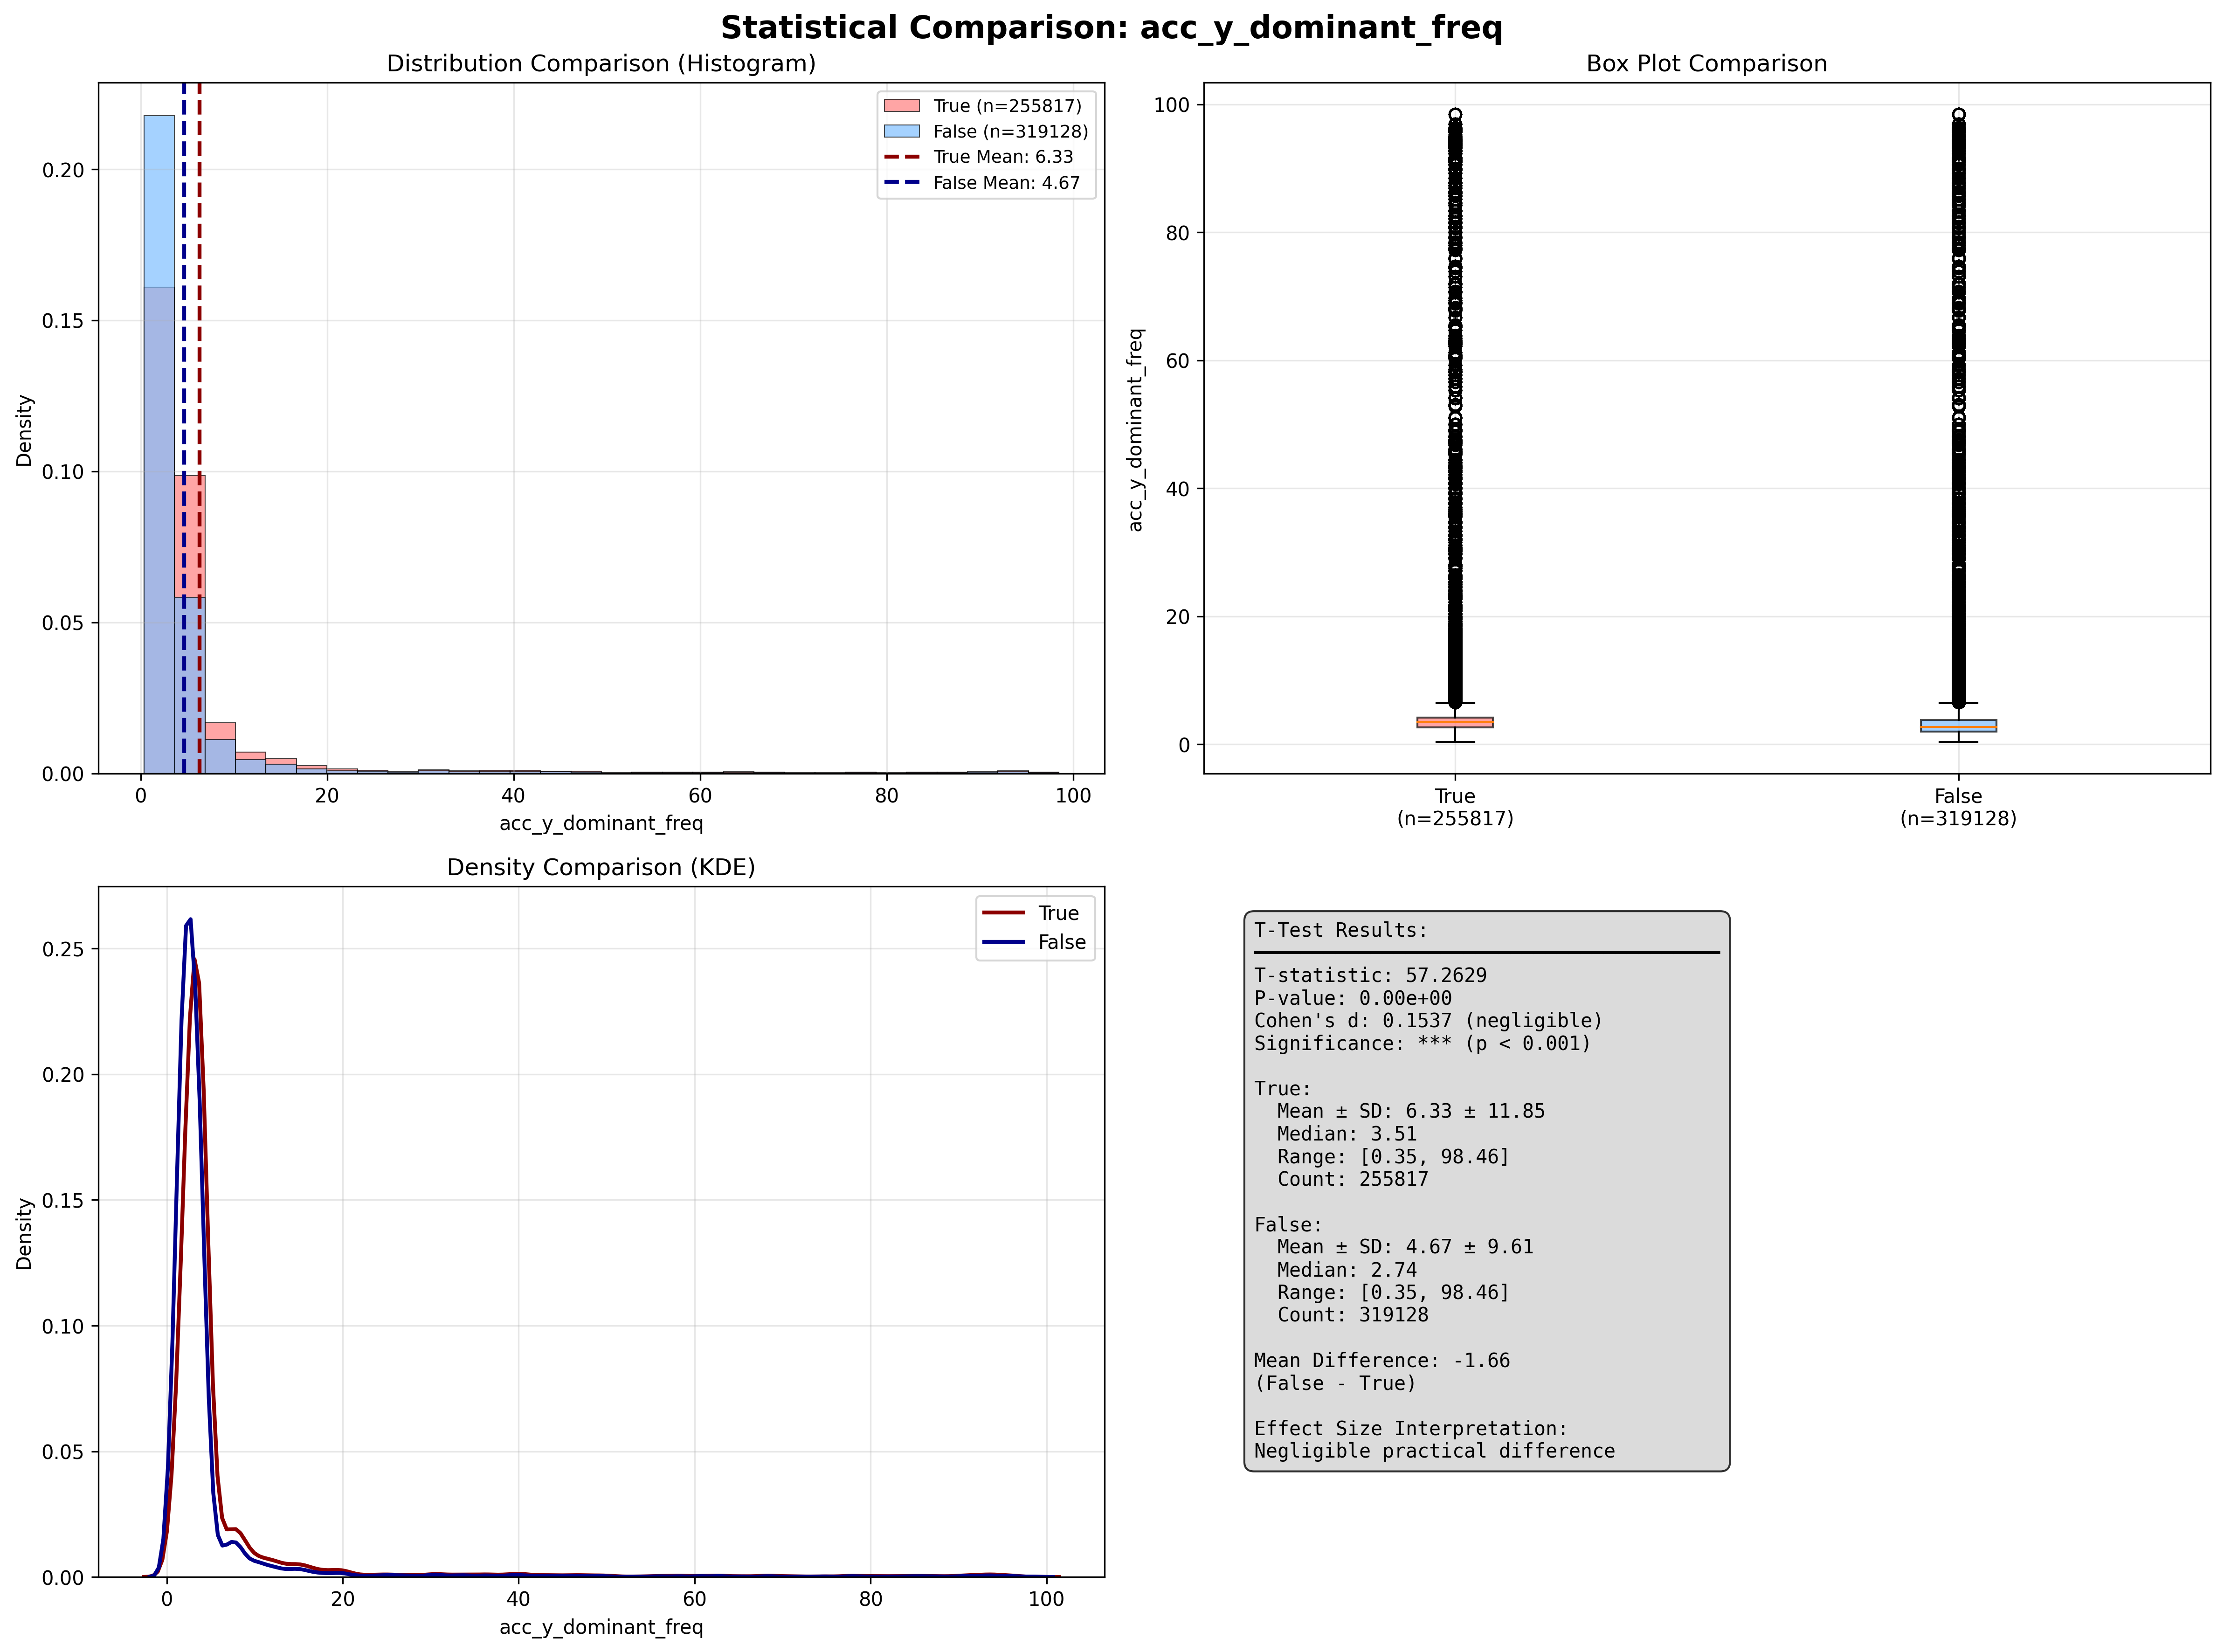 Statistical Comparison: acc_y_dominant_freq
Distribution Comparison (Histogram)
Density
0.20
0.15
0.10
0.05
0.00
True (n=255817)
False (n=319128)
True Mean: 6.33
False Mean: 4.67
0 20 40 60 80 100
acc_y_dominant_freq
Box Plot Comparison
acc_y_dominant_freq
100
80
60
40
20
0
True False
(n=255817) (n=319128)
Density Comparison (KDE)
Density
0.25
0.20
0.15
0.10
0.05
0.00
True
False
0 20 40 60 80 100
acc_y_dominant_freq
T-Test Results:
T-statistic: 57.2629
P-value: 0.00e+00
Cohen's d: 0.1537 (negligible)
Significance: *** (p < 0.001)
True:
Mean ± SD: 6.33 ± 11.85
Median: 3.51
Range: [0.35, 98.46]
Count: 255817
False:
Mean ± SD: 4.67 ± 9.61
Median: 2.74
Range: [0.35, 98.46]
Count: 319128
Mean Difference: -1.66
(False - True)
Effect Size Interpretation:
Negligible practical difference